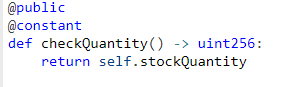 @public
@constant
def checkQuantity() -> uint256:
    return self.stockQuantity